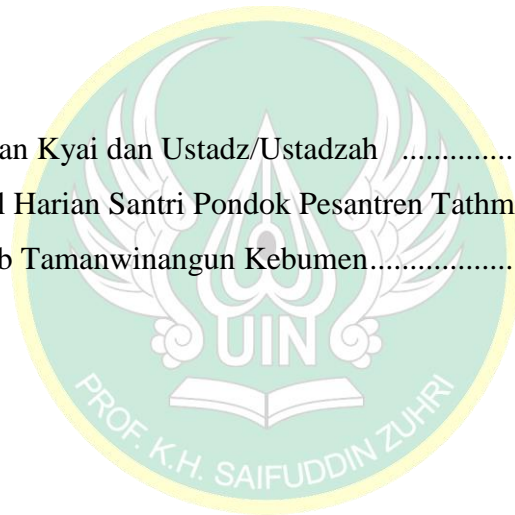 an Kyai dan Ustadz/Ustadzah ..............
l Harian Santri Pondok Pesantren Tathm
b Tamanwinangun Kebumen..................
UIN
PROF. K.H. SAIFUDDIN ZUHRI